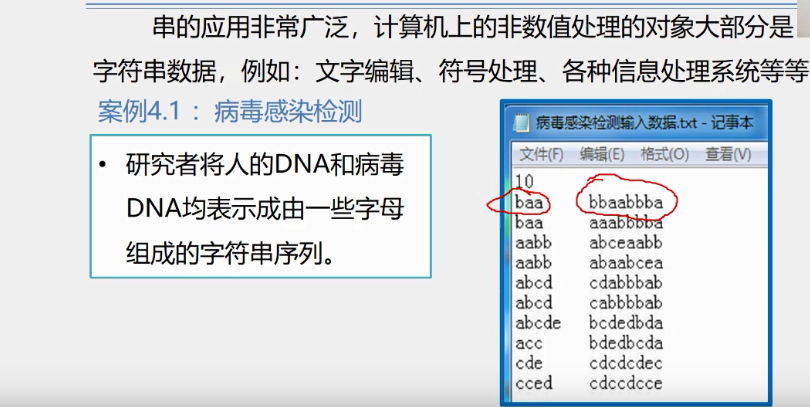 串的应用非常广泛，计算机上的非数值处理的对象大部分是
字符串数据，例如：文字编辑、符号处理、各种信息处理系统等等
案例4.1 ：病毒感染检测
• 研究者将人的DNA和病毒
DNA均表示成由一些字母
组成的字符串序列。
病毒感染检测输入数据.txt - 记事本
文件(F) 编辑(E) 格式(O) 查看(V)
10
baa bbaabbba
baa aaabbbba
aabb abceaabb
aabb abaabcea
abcd cdabbbab
abcd cabbbbab
abcde bcdedbda
acc bdedbcda
cde cdcdcdec
cced cdccdcce